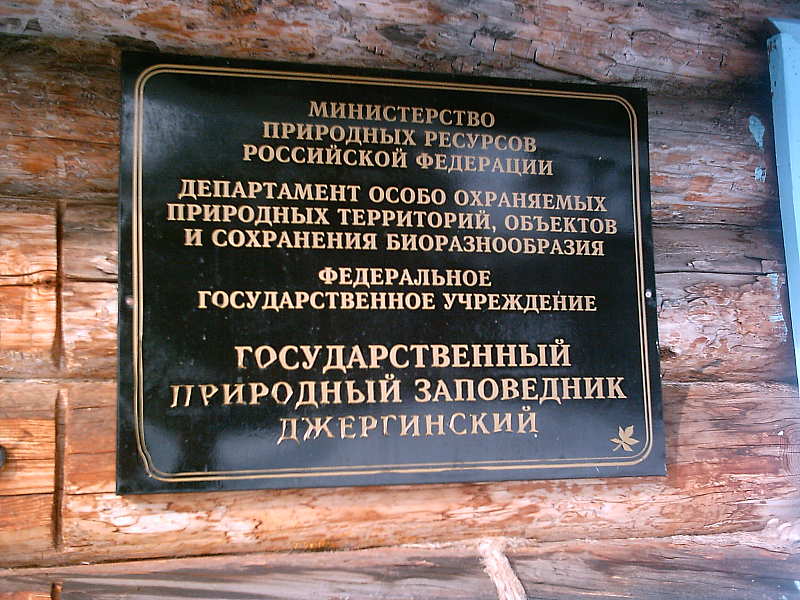 МИНИСТЕРСТВО
ПРИРОДНЫХ РЕСУРСОВ
РОССИЙСКОЙ ФЕДЕРАЦИИ
ДЕПАРТАМЕНТ ОСОБО ОХРАНЯЕМЫХ
ПРИРОДНЫХ ТЕРРИТОРИЙ, ОБЪЕКТОВ
И СОХРАНЕНИЯ БИОРАЗНООБРАЗИЯ
ФЕДЕРАЛЬНОЕ
ГОСУДАРСТВЕННОЕ УЧРЕЖДЕНИЕ
ГОСУДАРСТВЕННЫЙ
ПРИРОДНЫЙ ЗАПОВЕДНИК
ДЖЕРГИНСКИЙ